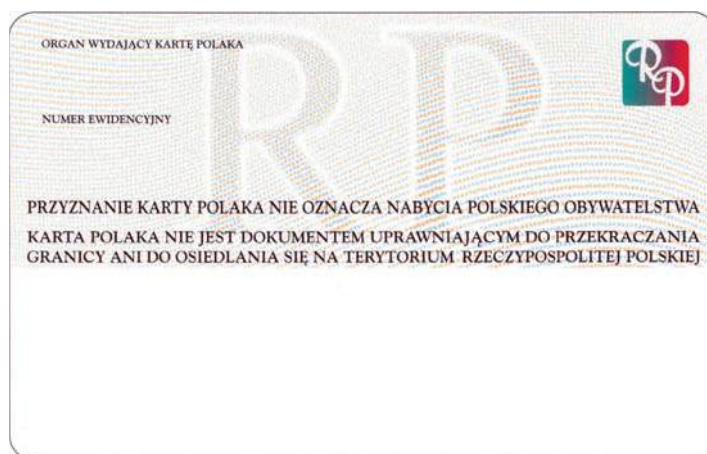 ORGAN WYDAJĄCY KARTĘ POLAKA
RP
NUMER EWIDENCYJNY
RP
PRZYZNANIE KARTY POLAKA NIE OZNACZA NABYCIA POLSKIEGO OBYWATELSTWA
KARTA POLAKA NIE JEST DOKUMENTEM UPRAWNIAJĄCYM DO PRZEKRACZANIA
GRANICY ANI DO OSIEDLANIA SIĘ NA TERYTORIUM RZECZYPOSPOLITEJ POLSKIEJ